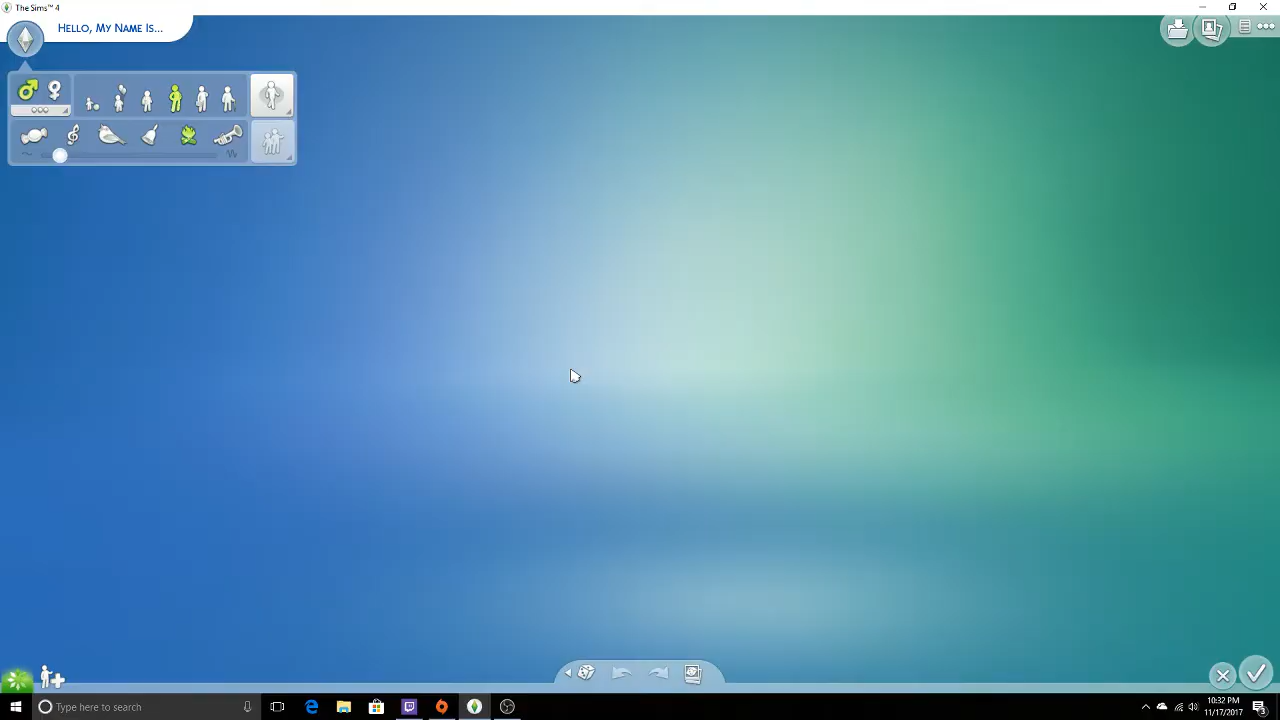 The Sims™ 4
Hello, My Name Is...
Type here to search
10:32 PM
11/17/2017